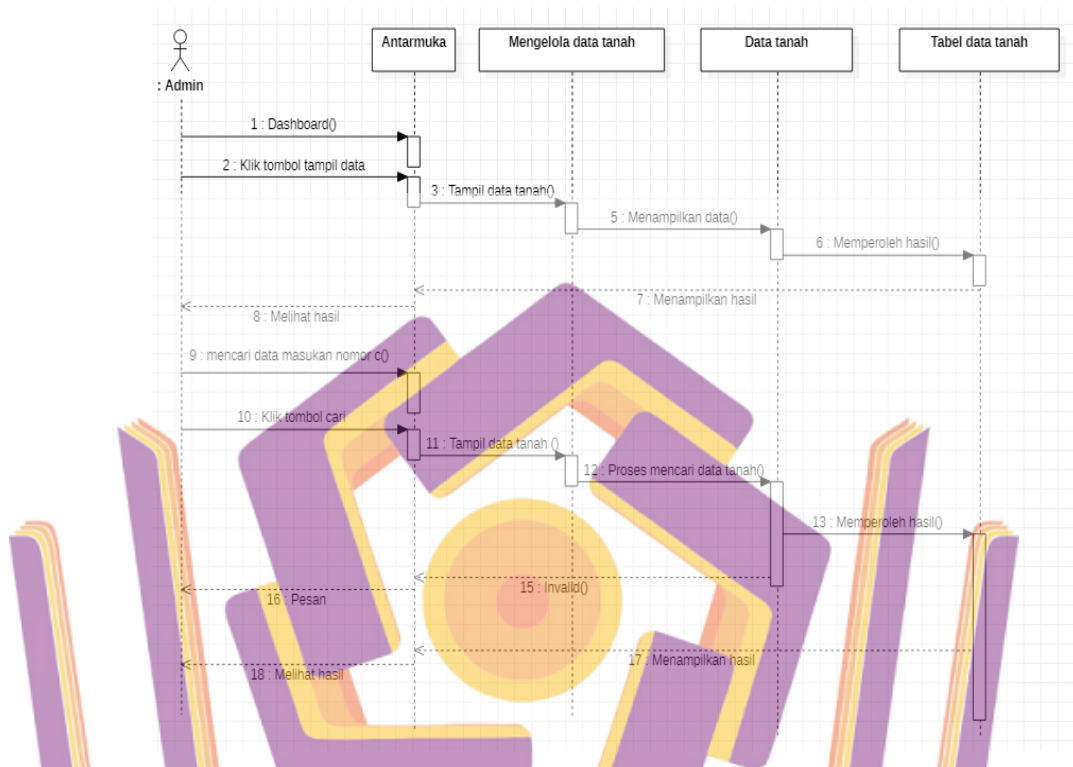 Antarmuka
Mengelola data tanah
Data tanah
Tabel data tanah
: Admin
1 : Dashboard()
2 : Klik tombol tampil data
3 : Tampil data tanah()
5 : Menampilkan data()
6 : Memperoleh hasil()
7 : Menampilkan hasil
8 : Melihat hasil
9 : mencari data masukan nomor c()
10 : Klik tombol cari
11 : Tampil data tanah ()
12 : Proses mencari data tanah()
13 : Memperoleh hasil()
15 : Invalid()
16 : Pesan
17 : Menampilkan hasil
18 : Melihat hasil